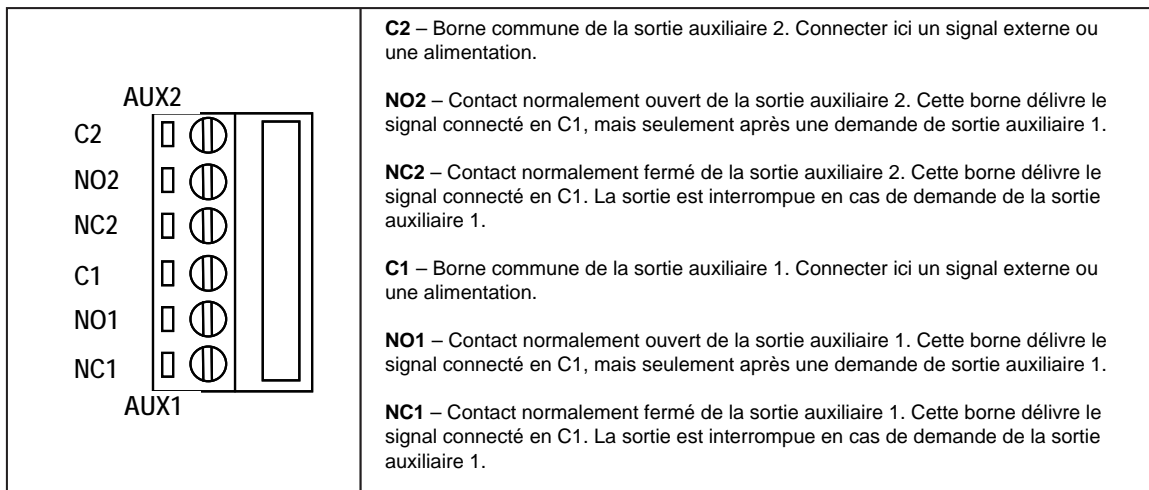 AUX2
C2
NO2
NC2
C1
NO1
NC1
AUX1
C2 – Borne commune de la sortie auxiliaire 2. Connecter ici un signal externe ou
une alimentation.
NO2 – Contact normalement ouvert de la sortie auxiliaire 2. Cette borne délivre le
signal connecté en C1, mais seulement après une demande de sortie auxiliaire 1.
NC2 – Contact normalement fermé de la sortie auxiliaire 2. Cette borne délivre le
signal connecté en C1. La sortie est interrompue en cas de demande de la sortie
auxiliaire 1.
C1 – Borne commune de la sortie auxiliaire 1. Connecter ici un signal externe ou
une alimentation.
NO1 – Contact normalement ouvert de la sortie auxiliaire 1. Cette borne délivre le
signal connecté en C1, mais seulement après une demande de sortie auxiliaire 1.
NC1 – Contact normalement fermé de la sortie auxiliaire 1. Cette borne délivre le
signal connecté en C1. La sortie est interrompue en cas de demande de la sortie
auxiliaire 1.